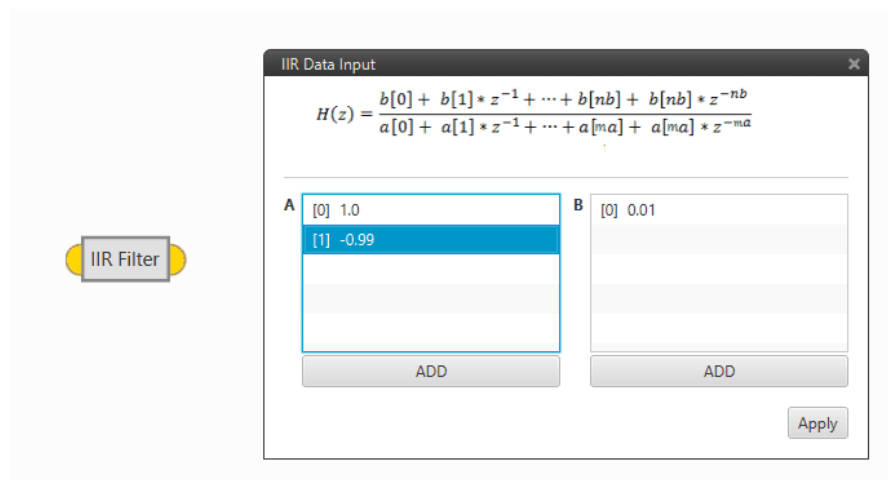 IIR Data Input
H(z) = \frac{b[0] + b[1] * z^{-1} + ⋯ + b[nb] + b[nb] * z^{-nb}}{a[0] + a[1] * z^{-1} + ⋯ + a[ma] + a[ma] * z^{-ma}}
A
[0] 1.0
[1] -0.99
ADD
B
[0] 0.01
ADD
Apply
IIR Filter